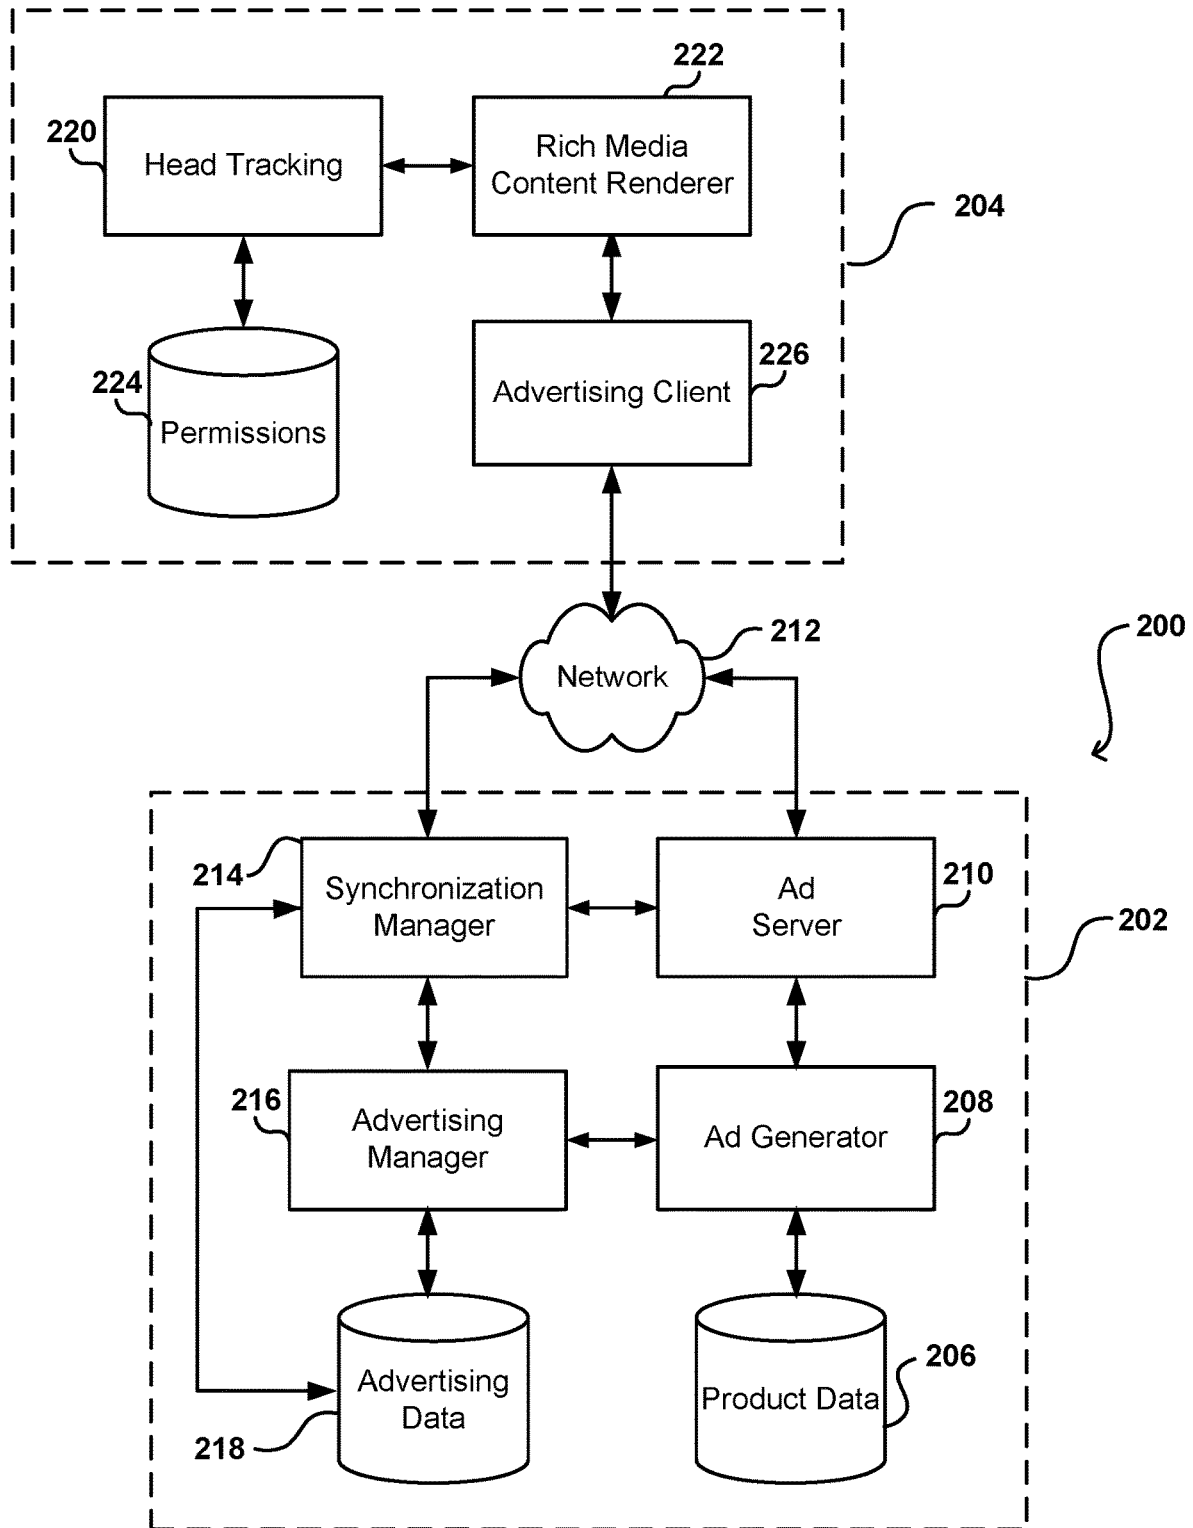 222
220
Head Tracking
Rich Media
Content Renderer
204
224
Permissions
Advertising Client
226
212
Network
200
214
Synchronization
Manager
Ad
Server
210
202
216
Advertising
Manager
Ad Generator
208
Advertising
Data
218
Product Data
206